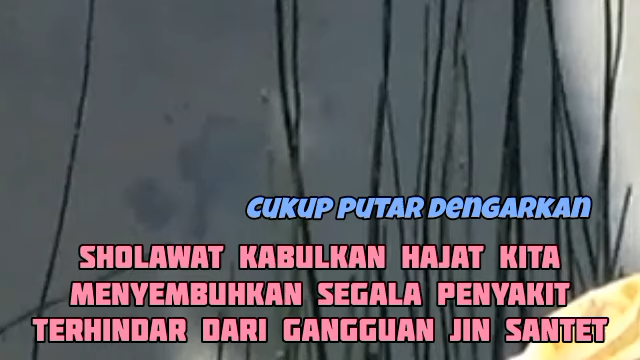 CUKUP PUTAR DENGARKAN
SHOLAWAT KABULKAN HAJAT KITA
MENYEMBUHKAN SEGALA PENYAKIT
TERHINDAR DARI GANGGUAN JIN SANTET